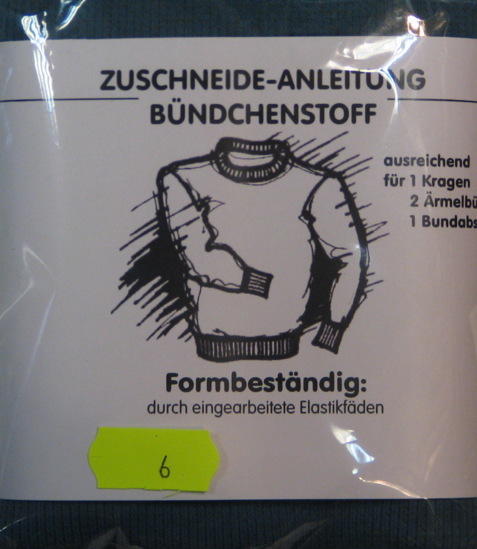 ZUSCHNEIDE-ANLEITUNG
BÜNDCHENSTOFF
ausreichend
für 1 Kragen
2 Ärmelbü
1 Bundabs
Formbeständig:
durch eingearbeitete Elastikfäden
6